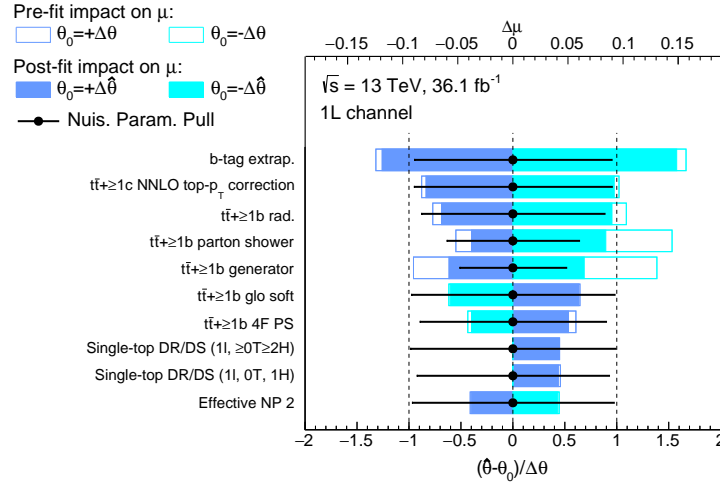 Pre-fit impact on μ:
θ₀=+Δθ θ₀=-Δθ
Post-fit impact on μ:
θ₀=+Δθ̂ θ₀=-Δθ̂
Nuis. Param. Pull
Δμ
−0.15 −0.1 −0.05 0 0.05 0.1 0.15
√s = 13 TeV, 36.1 fb⁻¹
1L channel
b-tag extrap.
tt̄+≥1c NNLO top-p_T correction
tt̄+≥1b rad.
tt̄+≥1b parton shower
tt̄+≥1b generator
tt̄+≥1b glo soft
tt̄+≥1b 4F PS
Single-top DR/DS (1l, ≥0T≥2H)
Single-top DR/DS (1l, 0T, 1H)
Effective NP 2
−2 −1.5 −1 −0.5 0 0.5 1 1.5 2
(θ̂-θ₀)/Δθ